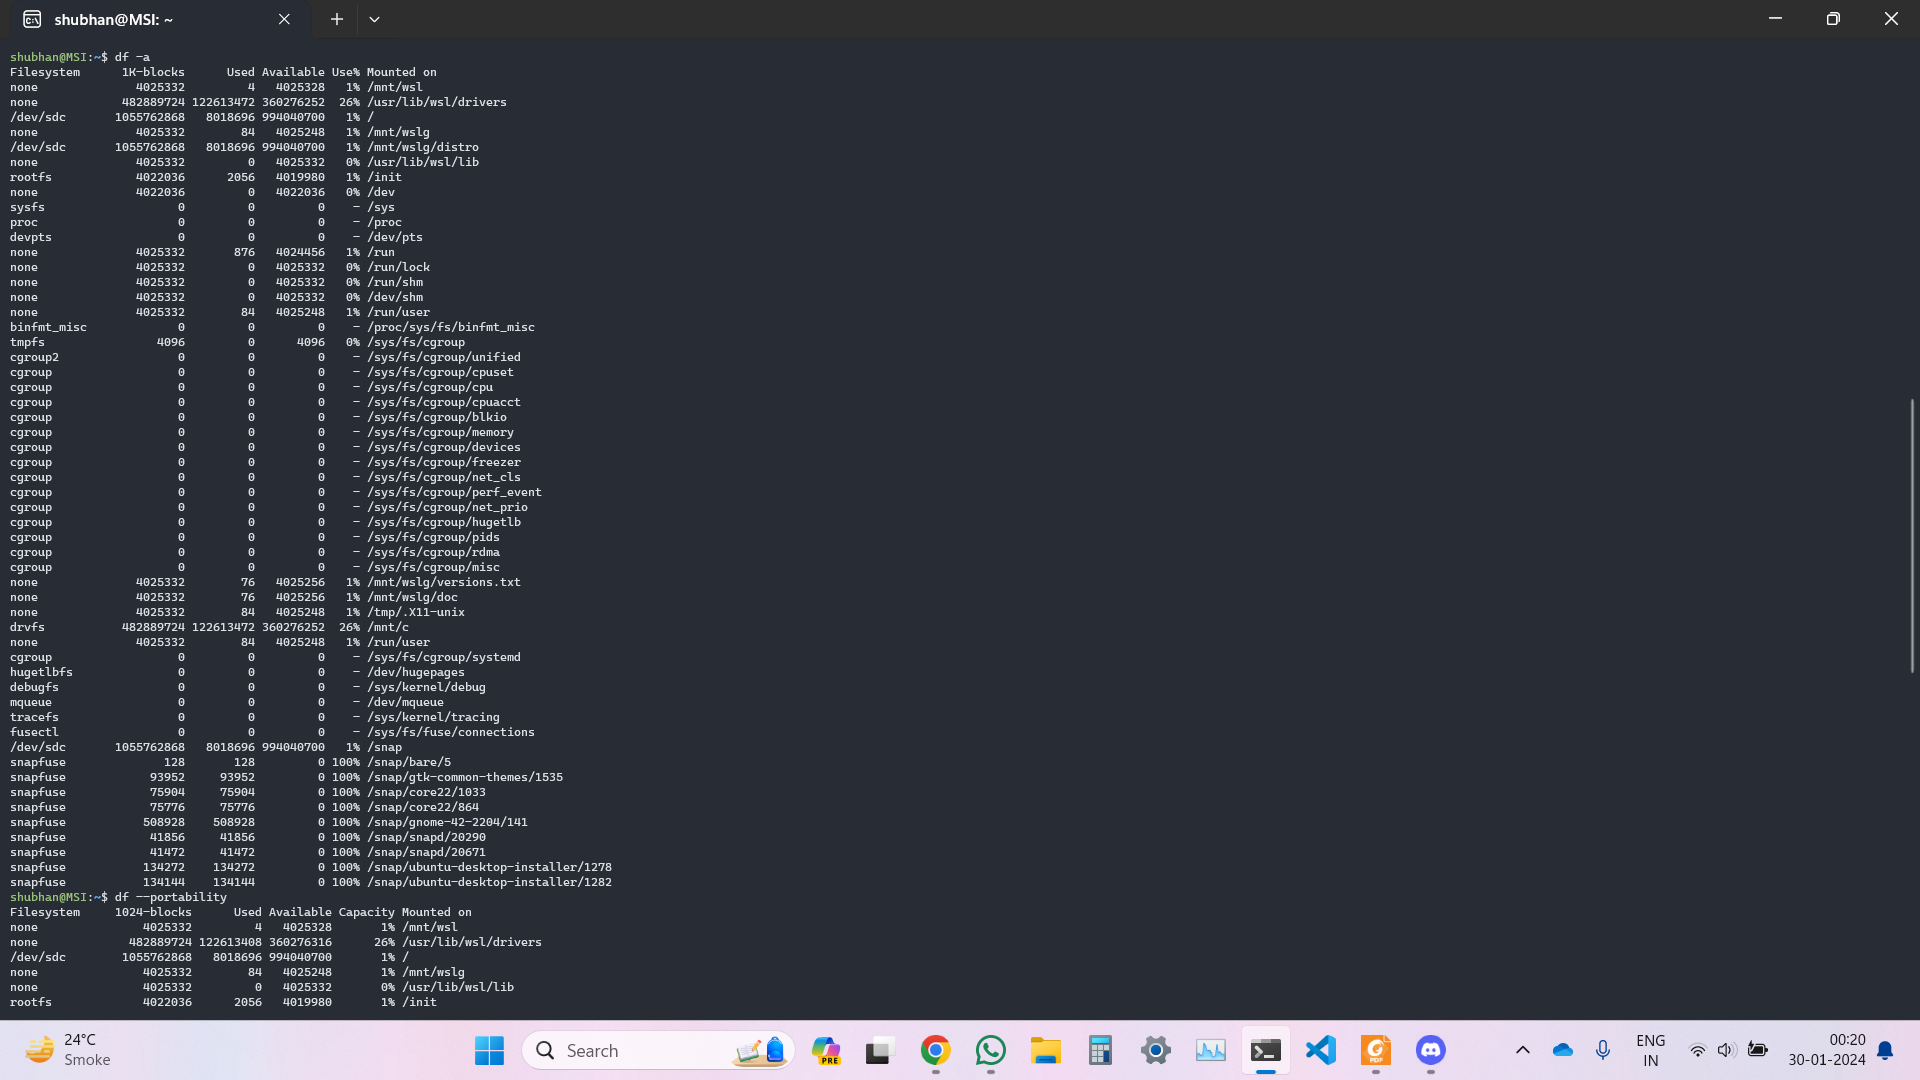 shubhan@MSI: ~
shubhan@MSI:~$ df -a
Filesystem      1K-blocks      Used Available Use% Mounted on
none              4025332         4   4025328   1% /mnt/wsl
none            482889724 122613472 360276252  26% /usr/lib/wsl/drivers
/dev/sdc       1055762868   8018696 994040700   1% /
none              4025332        84   4025248   1% /mnt/wslg
/dev/sdc       1055762868   8018696 994040700   1% /mnt/wslg/distro
none              4025332         0   4025332   0% /usr/lib/wsl/lib
rootfs            4022036      2056   4019980   1% /init
none              4022036         0   4022036   0% /dev
sysfs                   0         0         0    - /sys
proc                    0         0         0    - /proc
devpts                  0         0         0    - /dev/pts
none              4025332       876   4024456   1% /run
none              4025332         0   4025332   0% /run/lock
none              4025332         0   4025332   0% /run/shm
none              4025332         0   4025332   0% /dev/shm
none              4025332        84   4025248   1% /run/user
binfmt_misc             0         0         0    - /proc/sys/fs/binfmt_misc
tmpfs                4096         0      4096   0% /sys/fs/cgroup
cgroup2                 0         0         0    - /sys/fs/cgroup/unified
cgroup                  0         0         0    - /sys/fs/cgroup/cpuset
cgroup                  0         0         0    - /sys/fs/cgroup/cpu
cgroup                  0         0         0    - /sys/fs/cgroup/cpuacct
cgroup                  0         0         0    - /sys/fs/cgroup/blkio
cgroup                  0         0         0    - /sys/fs/cgroup/memory
cgroup                  0         0         0    - /sys/fs/cgroup/devices
cgroup                  0         0         0    - /sys/fs/cgroup/freezer
cgroup                  0         0         0    - /sys/fs/cgroup/net_cls
cgroup                  0         0         0    - /sys/fs/cgroup/perf_event
cgroup                  0         0         0    - /sys/fs/cgroup/net_prio
cgroup                  0         0         0    - /sys/fs/cgroup/hugetlb
cgroup                  0         0         0    - /sys/fs/cgroup/pids
cgroup                  0         0         0    - /sys/fs/cgroup/rdma
cgroup                  0         0         0    - /sys/fs/cgroup/misc
none              4025332        76   4025256   1% /mnt/wslg/versions.txt
none              4025332        76   4025256   1% /mnt/wslg/doc
none              4025332        84   4025248   1% /tmp/.X11-unix
drvfs           482889724 122613472 360276252  26% /mnt/c
none              4025332        84   4025248   1% /run/user
cgroup                  0         0         0    - /sys/fs/cgroup/systemd
hugetlbfs               0         0         0    - /dev/hugepages
debugfs                 0         0         0    - /sys/kernel/debug
mqueue                  0         0         0    - /dev/mqueue
tracefs                 0         0         0    - /sys/kernel/tracing
fusectl                 0         0         0    - /sys/fs/fuse/connections
/dev/sdc       1055762868   8018696 994040700   1% /snap
snapfuse              128       128         0 100% /snap/bare/5
snapfuse            93952     93952         0 100% /snap/gtk-common-themes/1535
snapfuse            75904     75904         0 100% /snap/core22/1033
snapfuse            75776     75776         0 100% /snap/core22/864
snapfuse           508928    508928         0 100% /snap/gnome-42-2204/141
snapfuse            41856     41856         0 100% /snap/snapd/20290
snapfuse            41472     41472         0 100% /snap/snapd/20671
snapfuse           134272    134272         0 100% /snap/ubuntu-desktop-installer/1278
snapfuse           134144    134144         0 100% /snap/ubuntu-desktop-installer/1282
shubhan@MSI:~$ df --portability
Filesystem     1024-blocks      Used Available Capacity Mounted on
none               4025332         4   4025328       1% /mnt/wsl
none             482889724 122613408 360276316      26% /usr/lib/wsl/drivers
/dev/sdc        1055762868   8018696 994040700       1% /
none               4025332        84   4025248       1% /mnt/wslg
none               4025332         0   4025332       0% /usr/lib/wsl/lib
rootfs             4022036      2056   4019980       1% /init
24°C
Smoke
Search
PRE
PDF
ENG
IN
00:20
30-01-2024